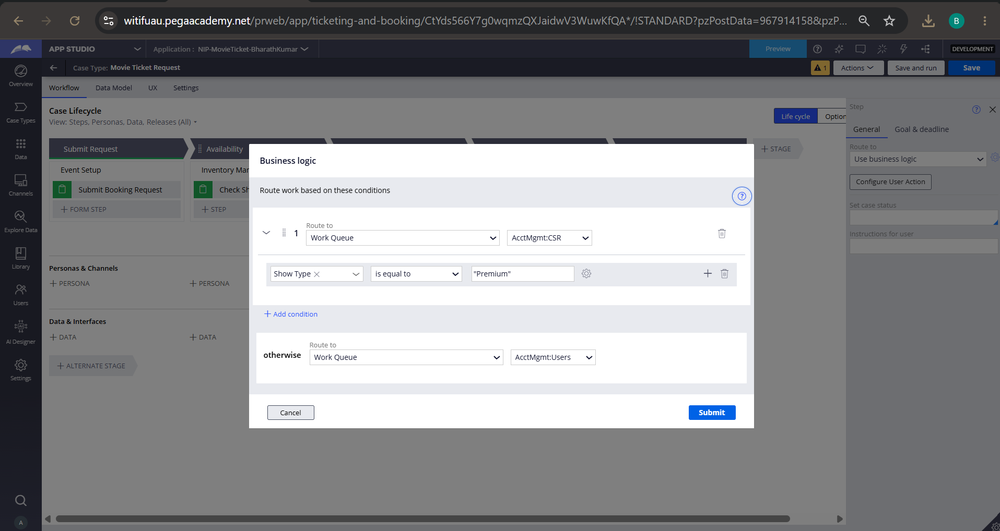 witifuau.pegaacademy.net/prweb/app/ticketing-and-booking/CtYds566Y7g0wqmzQXJaidwV3WuwKfQA*/!STANDARD?pzPostData=967914158&pzP...
B
APP STUDIO
Application : NIP-MovieTicket-BharathKumar
Preview
DEVELOPMENT
Case Type: Movie Ticket Request
1
Actions
Save and run
Save
Overview
Case Types
Data
Channels
Explore Data
Library
Users
AI
AI Designer
Settings
A
Workflow
Data Model
UX
Settings
Case Lifecycle
View: Steps, Personas, Data, Releases (All)
Life cycle
Option
Submit Request
Availability
STAGE
Event Setup
Inventory Mar
Submit Booking Request
Check Sh
FORM STEP
STEP
Personas & Channels
PERSONA
PERSONA
Data & Interfaces
DATA
DATA
ALTERNATE STAGE
Business logic
Route work based on these conditions
1
Route to
Work Queue
AcctMgmt:CSR
Show Type
is equal to
"Premium"
Add condition
otherwise
Route to
Work Queue
AcctMgmt:Users
Cancel
Submit
Step
General
Goal & deadline
Route to
Use business logic
Configure User Action
Set case status
Instructions for user